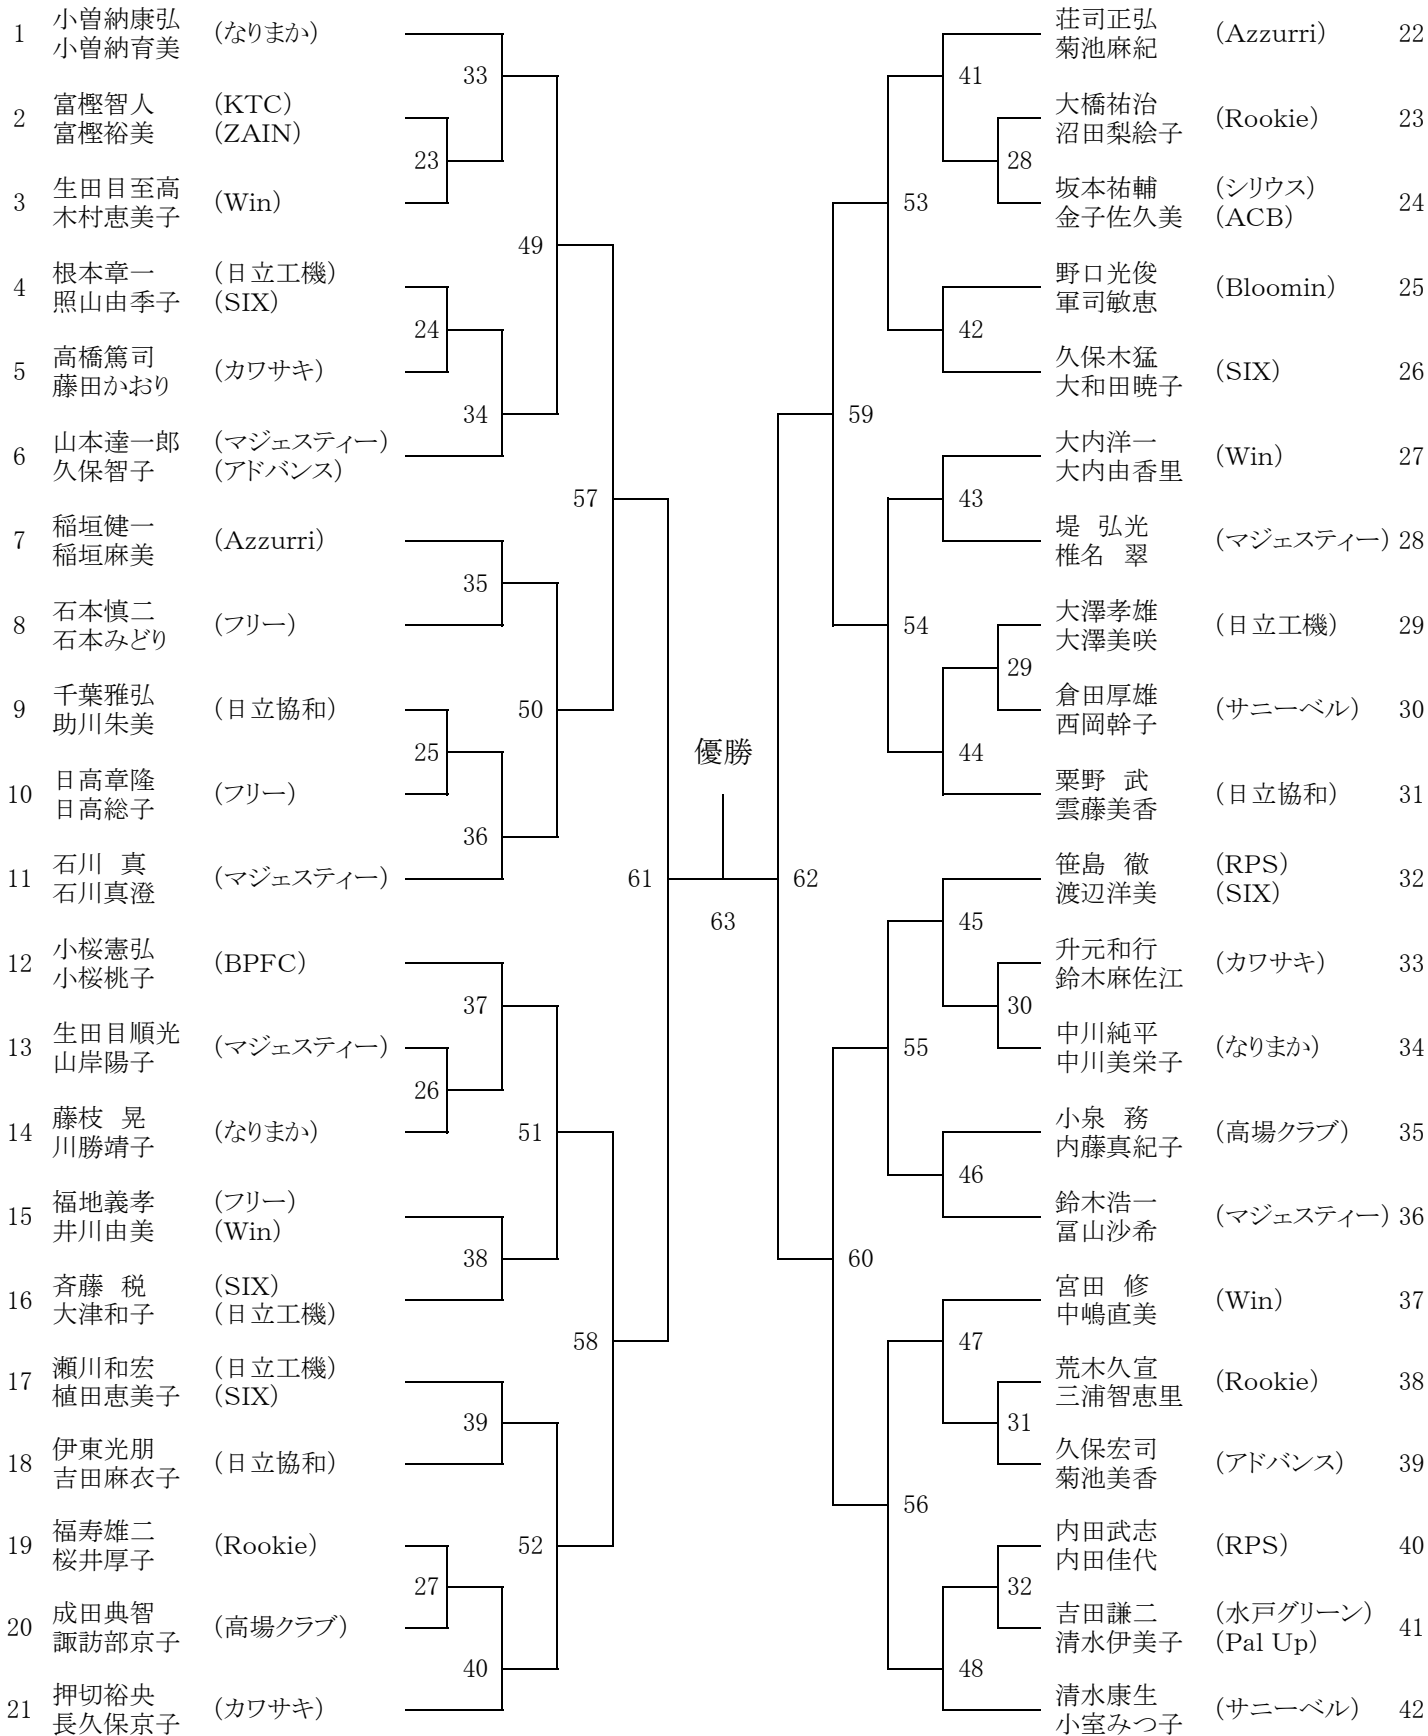 1 小曽納康弘 (なりまか)
小曽納育美
33
2 富樫智人 (KTC)
富樫裕美 (ZAIN)
23
3 生田目至高 (Win)
木村恵美子
49
4 根本章一 (日立工機)
照山由季子 (SIX)
24
5 高橋篤司 (カワサキ)
藤田かおり
34
6 山本達一郎 (マジェスティー)
久保智子 (アドバンス)
57
7 稲垣健一 (Azzurri)
稲垣麻美
35
8 石本慎二 (フリー)
石本みどり
9 千葉雅弘 (日立協和)
助川朱美
50
25
10 日高章隆 (フリー)
日高総子
36
11 石川 真 (マジェスティー)
石川真澄
61
12 小桜憲弘 (BPFC)
小桜桃子
37
13 生田目順光 (マジェスティー)
山岸陽子
26
14 藤枝 晃 (なりまか)
川勝靖子
51
15 福地義孝 (フリー)
井川由美 (Win)
38
16 斉藤 税 (SIX)
大津和子 (日立工機)
58
17 瀬川和宏 (日立工機)
植田恵美子 (SIX)
39
18 伊東光朋 (日立協和)
吉田麻衣子
19 福寿雄二 (Rookie)
桜井厚子
52
27
20 成田典智 (高場クラブ)
諏訪部京子
40
21 押切裕央 (カワサキ)
長久保京子
優勝
63
荘司正弘 (Azzurri) 22
菊池麻紀
41
大橋祐治 (Rookie) 23
沼田梨絵子
28
坂本祐輔 (シリウス) 24
金子佐久美 (ACB)
53
野口光俊 (Bloomin) 25
軍司敏恵
42
久保木猛 (SIX) 26
大和田暁子
59
大内洋一 (Win) 27
大内由香里
43
堤 弘光 (マジェスティー) 28
椎名 翠
大澤孝雄 (日立工機) 29
大澤美咲
54
29
倉田厚雄 (サニーベル) 30
西岡幹子
44
粟野 武 (日立協和) 31
雲藤美香
笹島 徹 (RPS) 32
渡辺洋美 (SIX)
62
45
升元和行 (カワサキ) 33
鈴木麻佐江
30
中川純平 (なりまか) 34
中川美栄子
55
小泉 務 (高場クラブ) 35
内藤真紀子
46
鈴木浩一 (マジェスティー) 36
冨山沙希
60
宮田 修 (Win) 37
中嶋直美
47
荒木久宣 (Rookie) 38
三浦智恵里
31
久保宏司 (アドバンス) 39
菊池美香
56
内田武志 (RPS) 40
内田佳代
32
吉田謙二 (水戸グリーン) 41
清水伊美子 (Pal Up)
48
清水康生 (サニーベル) 42
小室みつ子